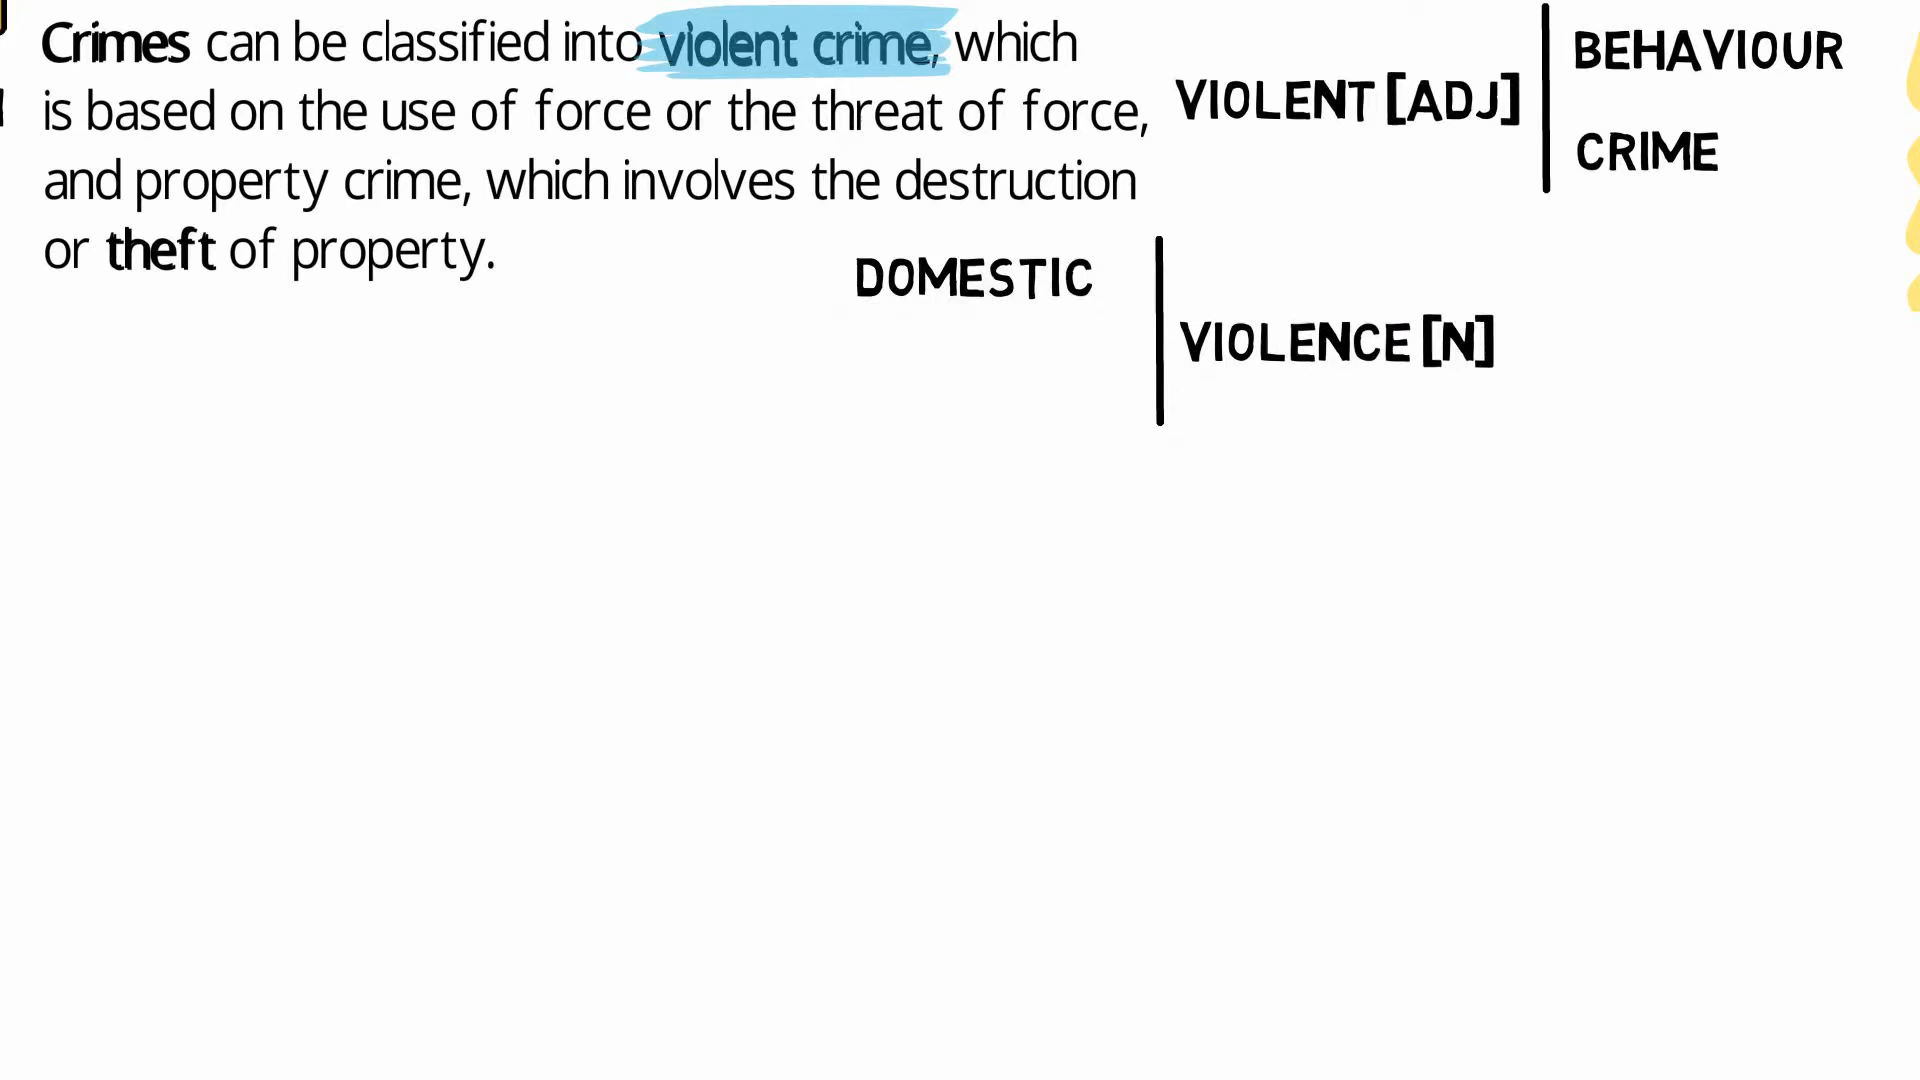 Crimes can be classified into violent crime, which
is based on the use of force or the threat of force,
and property crime, which involves the destruction
or theft of property.
VIOLENT [ADJ]
BEHAVIOUR
CRIME
DOMESTIC
VIOLENCE [N]